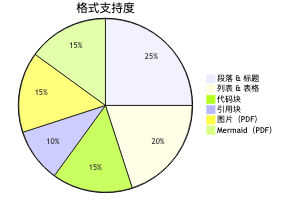 格式支持度
25%
20%
15%
10%
15%
15%
段落 & 标题
列表 & 表格
代码块
引用块
图片 (PDF)
Mermaid (PDF)